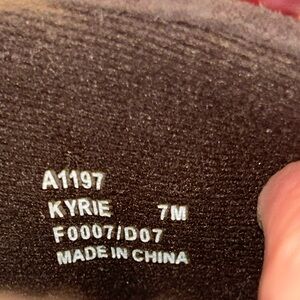 A1197
KYRIE 7M
F0007/D07
MADE IN CHINA